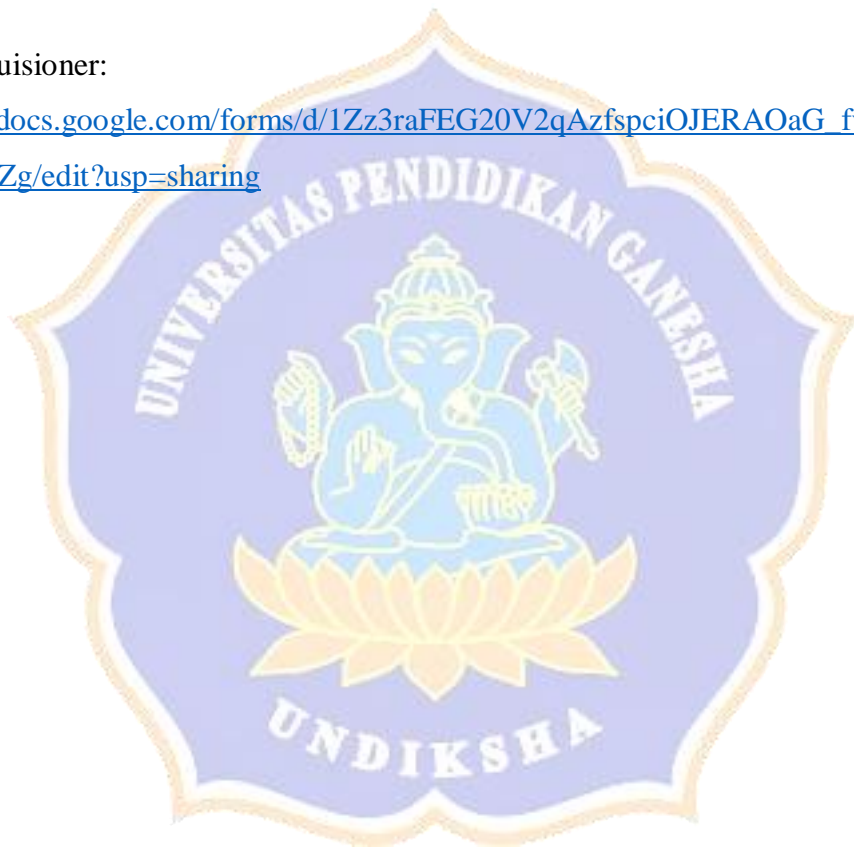 uisioner:
docs.google.com/forms/d/1Zz3raFEG20V2qAzfspciOJERAOaG_f
Zg/edit?usp=sharing
UNIVERSITAS PENDIDIKAN GANESHA
UNDIKSHA